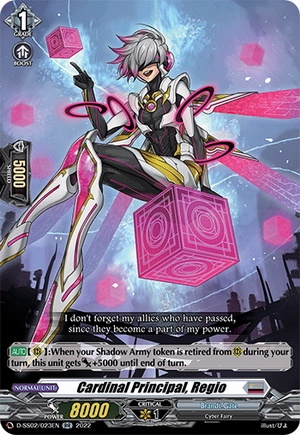 1
GRADE
BOOST
5000
SHIELD
I don't forget my allies who have passed,
since they become a part of my power.
AUTO [ ]:When your Shadow Army token is retired from during your
turn, this unit gets +5000 until end of turn.
NORMAL UNIT
Cardinal Principal, Regio
POWER 8000 1
Brandt Gate
Cyber Fairy
D-SS02/023EN RR 2022